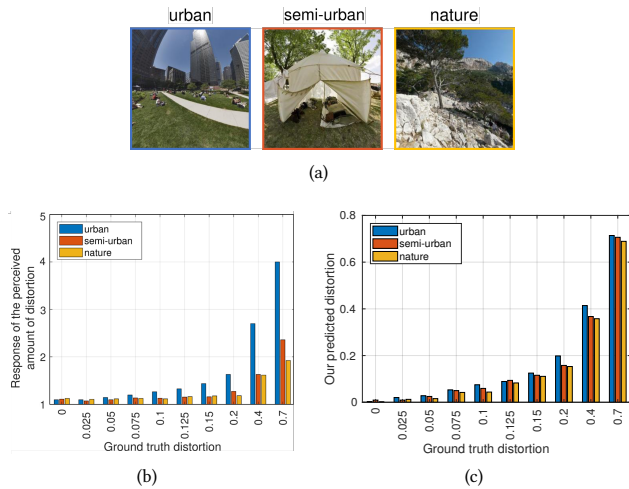 urban semi-urban nature
(a)
Response of the perceived
amount of distortion
5
4
3
2
1
urban
semi-urban
nature
0 0.025 0.05 0.075 0.1 0.125 0.15 0.2 0.4 0.7
Ground truth distortion
(b)
Our predicted distortion
0.8
0.6
0.4
0.2
0
urban
semi-urban
nature
0 0.025 0.05 0.075 0.1 0.125 0.15 0.2 0.4 0.7
Ground truth distortion
(c)